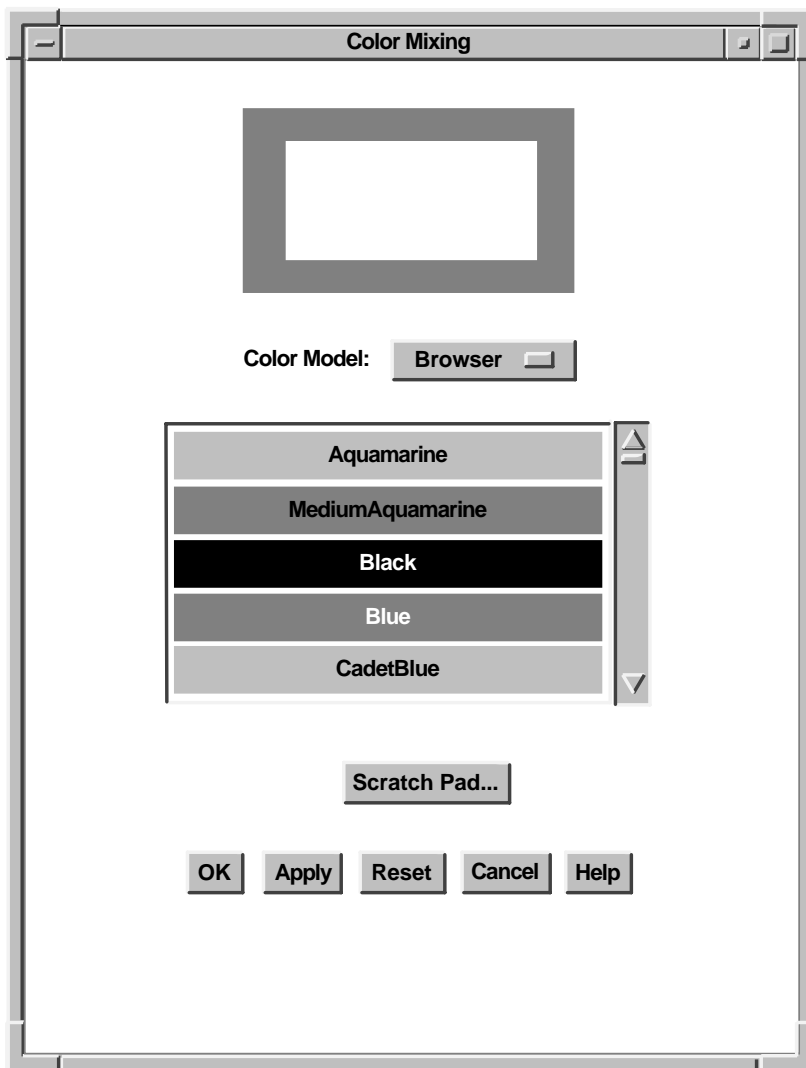 Color Mixing
Color Model: Browser
Aquamarine
MediumAquamarine
Black
Blue
CadetBlue
Scratch Pad...
OK Apply Reset Cancel Help